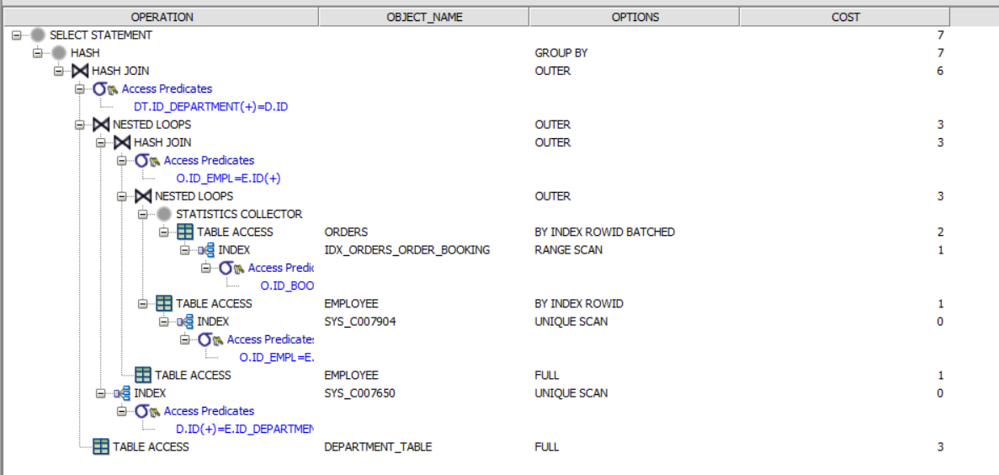 OPERATION OBJECT_NAME OPTIONS COST
SELECT STATEMENT 7
HASH GROUP BY 7
HASH JOIN OUTER 6
Access Predicates
DT.ID_DEPARTMENT(+)=D.ID
NESTED LOOPS OUTER 3
HASH JOIN OUTER 3
Access Predicates
O.ID_EMPL=E.ID(+)
NESTED LOOPS OUTER 3
STATISTICS COLLECTOR
TABLE ACCESS ORDERS BY INDEX ROWID BATCHED 2
INDEX IDX_ORDERS_ORDER_BOOKING RANGE SCAN 1
Access Predic
O.ID_BOO
TABLE ACCESS EMPLOYEE BY INDEX ROWID 1
INDEX SYS_C007904 UNIQUE SCAN 0
Access Predicates
O.ID_EMPL=E.
TABLE ACCESS EMPLOYEE FULL 1
INDEX SYS_C007650 UNIQUE SCAN 0
Access Predicates
D.ID(+)=E.ID_DEPARTMEN
TABLE ACCESS DEPARTMENT_TABLE FULL 3